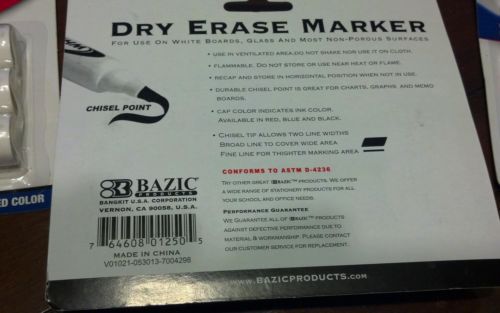 DRY ERASE MARKER
FOR USE ON WHITE BOARDS, GLASS AND MOST NON-POROUS SURFACES
• USE IN VENTILATED AREA.DO NOT SHAKE NOR USE IT ON CLOTH.
• FLAMMABLE. DO NOT STORE OR USE NEAR HEAT OR FLAME.
• RECAP AND STORE IN HORIZONTAL POSITION WHEN NOT IN USE.
• DURABLE CHISEL POINT IS GREAT FOR CHARTS, GRAPHS, AND MEMO
BOARDS.
CHISEL POINT
• CAP COLOR INDICATES INK COLOR.
AVAILABLE IN RED, BLUE AND BLACK.
• CHISEL TIP ALLOWS TWO LINE WIDTHS
BROAD LINE TO COVER WIDE AREA
FINE LINE FOR THIGHTER MARKING AREA
CONFORMS TO ASTM D-4236
TRY OTHER GREAT BAZIC™ PRODUCTS. WE OFFER
A WIDE RANGE OF STATIONERY PRODUCTS FOR ALL
YOUR SCHOOL AND OFFICE NEEDS.
PERFORMANCE GUARANTEE
WE GUARANTEE ALL OF BAZIC™ PRODUCTS
AGAINST DEFECTIVE PERFORMANCE DUE TO
MATERIAL & WORKMANSHIP. PLEASE CONTACT
OUR CUSTOMER SERVICE FOR REPLACEMENT.
BAZIC
PRODUCTS
BANGKIT U.S.A. CORPORATION
VERNON, CA 90058, U.S.A.
7 64608 01250 5
MADE IN CHINA
V01021-053013-7004298
WWW.BAZICPRODUCTS.COM
ED COLOR